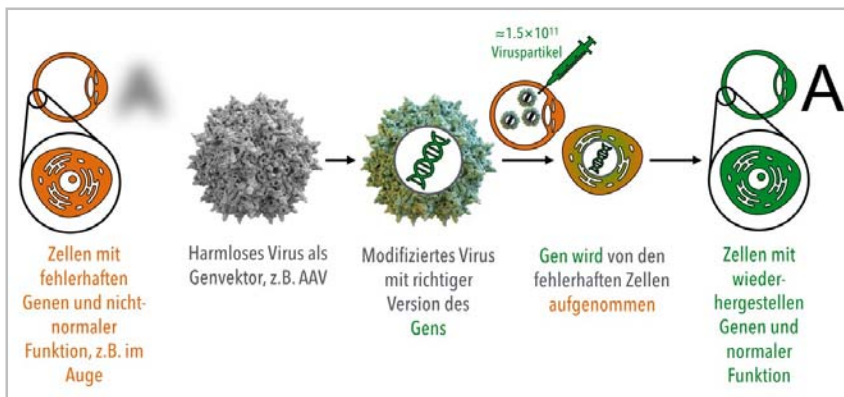 ≈1.5×10¹¹
Viruspartikel
A
A
Zellen mit
fehlerhaften
Genen und nicht-
normaler
Funktion, z.B. im
Auge
Harmloses Virus als
Genvektor, z.B. AAV
Modifiziertes Virus
mit richtiger
Version des
Gens
Gen wird von den
fehlerhaften Zellen
aufgenommen
Zellen mit
wieder-
hergestellen
Genen und
normaler
Funktion